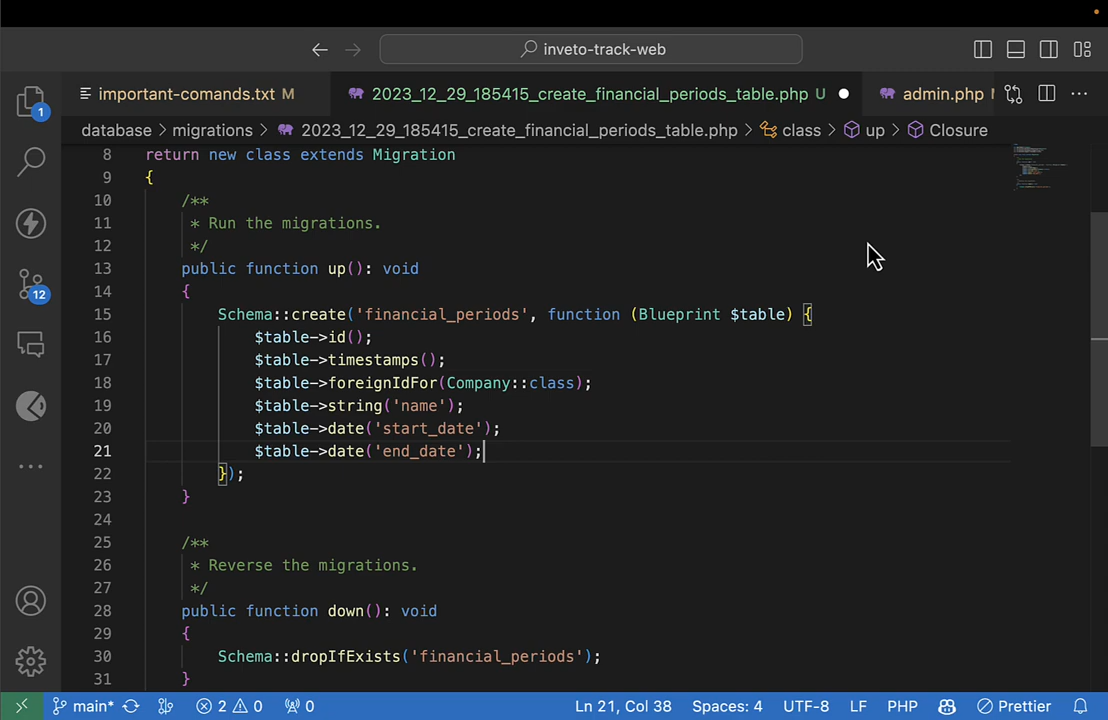 inveto-track-web
important-comands.txt M
2023_12_29_185415_create_financial_periods_table.php U
admin.php
database > migrations > 2023_12_29_185415_create_financial_periods_table.php > class > up > Closure
1
12
8 return new class extends Migration
9 {
10 /**
11 * Run the migrations.
12 */
13 public function up(): void
14 {
15 Schema::create('financial_periods', function (Blueprint $table) {
16 $table->id();
17 $table->timestamps();
18 $table->foreignIdFor(Company::class);
19 $table->string('name');
20 $table->date('start_date');
21 $table->date('end_date');
22 });
23 }
24
25 /**
26 * Reverse the migrations.
27 */
28 public function down(): void
29 {
30 Schema::dropIfExists('financial_periods');
31 }
main* 2 0 0 Ln 21, Col 38 Spaces: 4 UTF-8 LF PHP Prettier